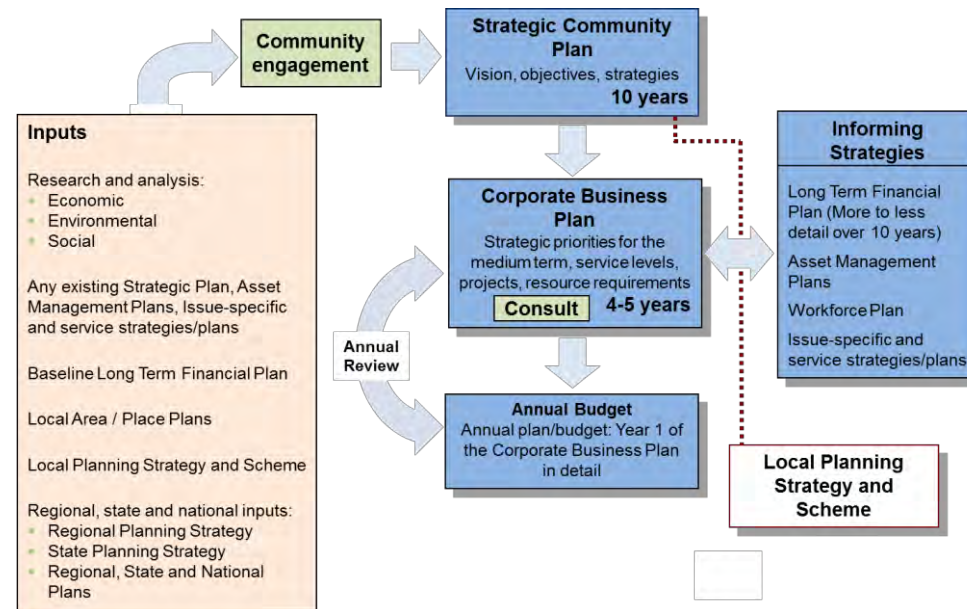 Community
engagement
Strategic Community
Plan
Vision, objectives, strategies
10 years
Inputs
Research and analysis:
Economic
Environmental
Social
Any existing Strategic Plan, Asset
Management Plans, Issue-specific
and service strategies/plans
Baseline Long Term Financial Plan
Local Area / Place Plans
Local Planning Strategy and Scheme
Regional, state and national inputs:
Regional Planning Strategy
State Planning Strategy
Regional, State and National
Plans
Corporate Business
Plan
Strategic priorities for the
medium term, service levels,
projects, resource requirements
Consult 4-5 years
Annual
Review
Annual Budget
Annual plan/budget: Year 1 of
the Corporate Business Plan
in detail
Informing
Strategies
Long Term Financial
Plan (More to less
detail over 10 years)
Asset Management
Plans
Workforce Plan
Issue-specific and
service strategies/plans
Local Planning
Strategy and
Scheme